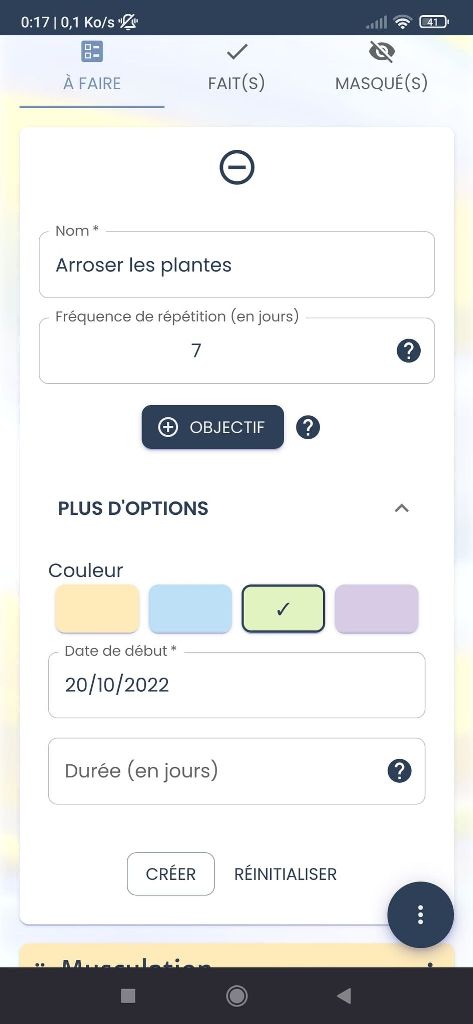 0:17 | 0,1 Ko/s
41
À FAIRE
FAIT(S)
MASQUÉ(S)
Nom *
Arroser les plantes
Fréquence de répétition (en jours)
7
?
OBJECTIF
?
PLUS D'OPTIONS
Couleur
✓
Date de début *
20/10/2022
Durée (en jours)
?
CRÉER
RÉINITIALISER
Musculation